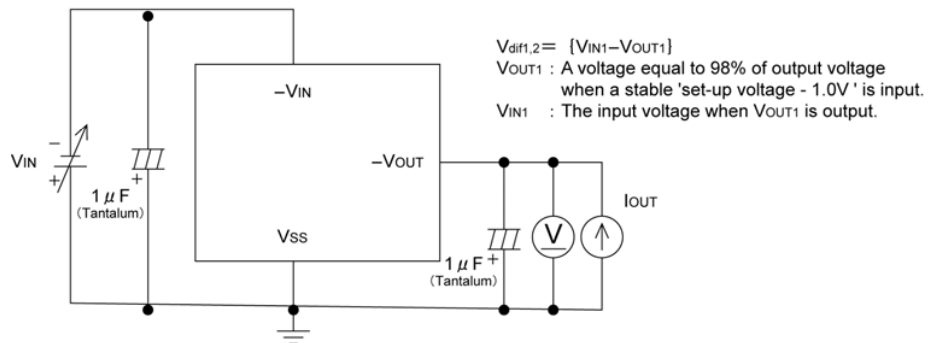 Vdif1,2= {VIN1–VOUT1}
VOUT1 : A voltage equal to 98% of output voltage
when a stable 'set-up voltage - 1.0V ' is input.
VIN1 : The input voltage when VOUT1 is output.
–VIN
VIN
–
+
+
1 μ F
(Tantalum)
–VOUT
VSS
IOUT
V
1 μ F +
(Tantalum)